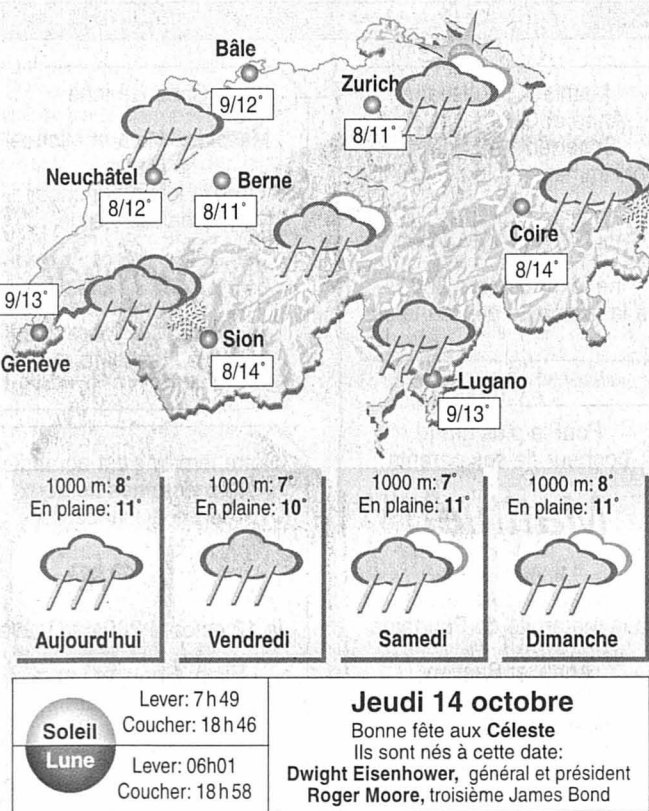 Bâle
9/12°
Zurich
8/11°
Neuchâtel
8/12°
Berne
8/11°
Coire
8/14°
9/13°
Genève
Sion
8/14°
Lugano
9/13°
1000 m: 8°
En plaine: 11°
Aujourd'hui
1000 m: 7°
En plaine: 10°
Vendredi
1000 m: 7°
En plaine: 11°
Samedi
1000 m: 8°
En plaine: 11°
Dimanche
Soleil
Lever: 7h49
Coucher: 18h46
Lune
Lever: 06h01
Coucher: 18h58
Jeudi 14 octobre
Bonne fête aux Céleste
Ils sont nés à cette date:
Dwight Eisenhower, général et président
Roger Moore, troisième James Bond